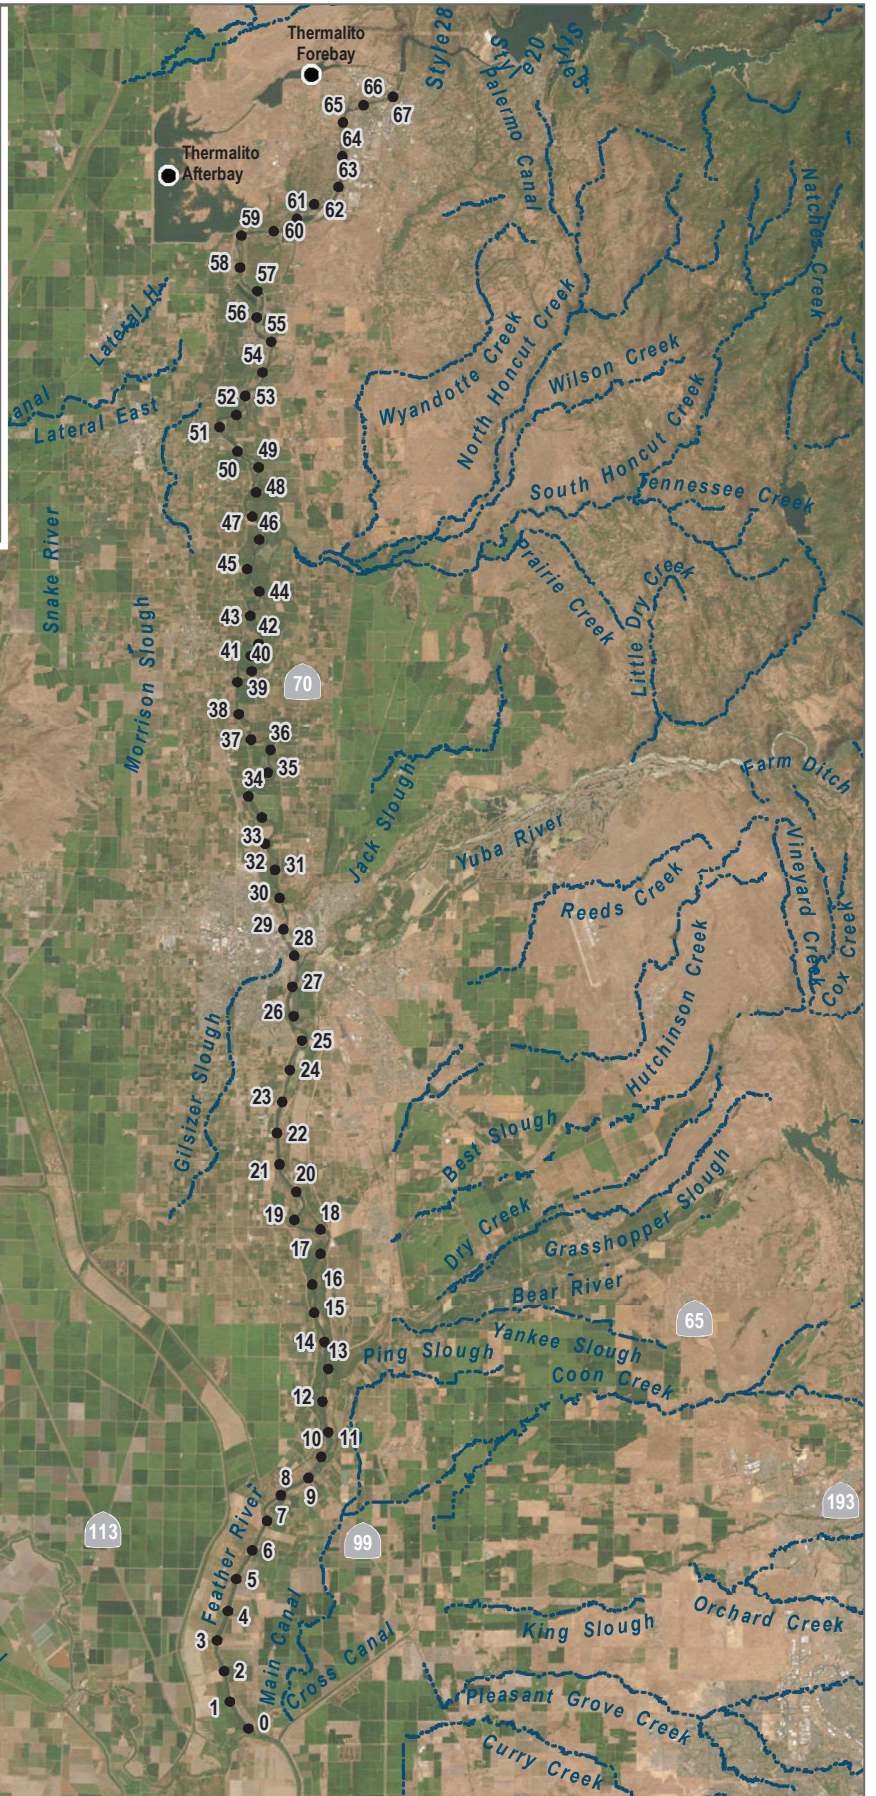 Thermalito
Forebay
Style28
Style20
Style5
66
65
67
64
Palermo Canal
Thermalito
Afterbay
63
Natches Creek
61
62
59
60
58
57
Lateral H
56
55
54
Wyandotte Creek
North Honcut Creek
Wilson Creek
anal
Lateral East
52
53
51
49
50
South Honcut Creek
Tennessee Creek
48
47
46
Snake River
45
Prairie Creek
Little Dry Creek
44
43
42
Morrison Slough
41
40
39
70
38
37
36
35
34
Farm Ditch
Jack Slough
Yuba River
33
32
31
30
Reeds Creek
Vineyard Creek
Cox Creek
29
28
27
Hutchinson Creek
26
25
Gilsizer Slough
24
23
22
Best Slough
21
20
19
18
Dry Creek
Grasshopper Slough
17
16
Bear River
15
65
14
13
Ping Slough
Yankee Slough
Coon Creek
12
10
11
8
9
7
193
113
99
Feather River
6
5
4
3
Main Canal
Cross Canal
King Slough
Orchard Creek
2
1
0
Pleasant Grove Creek
Curry Creek